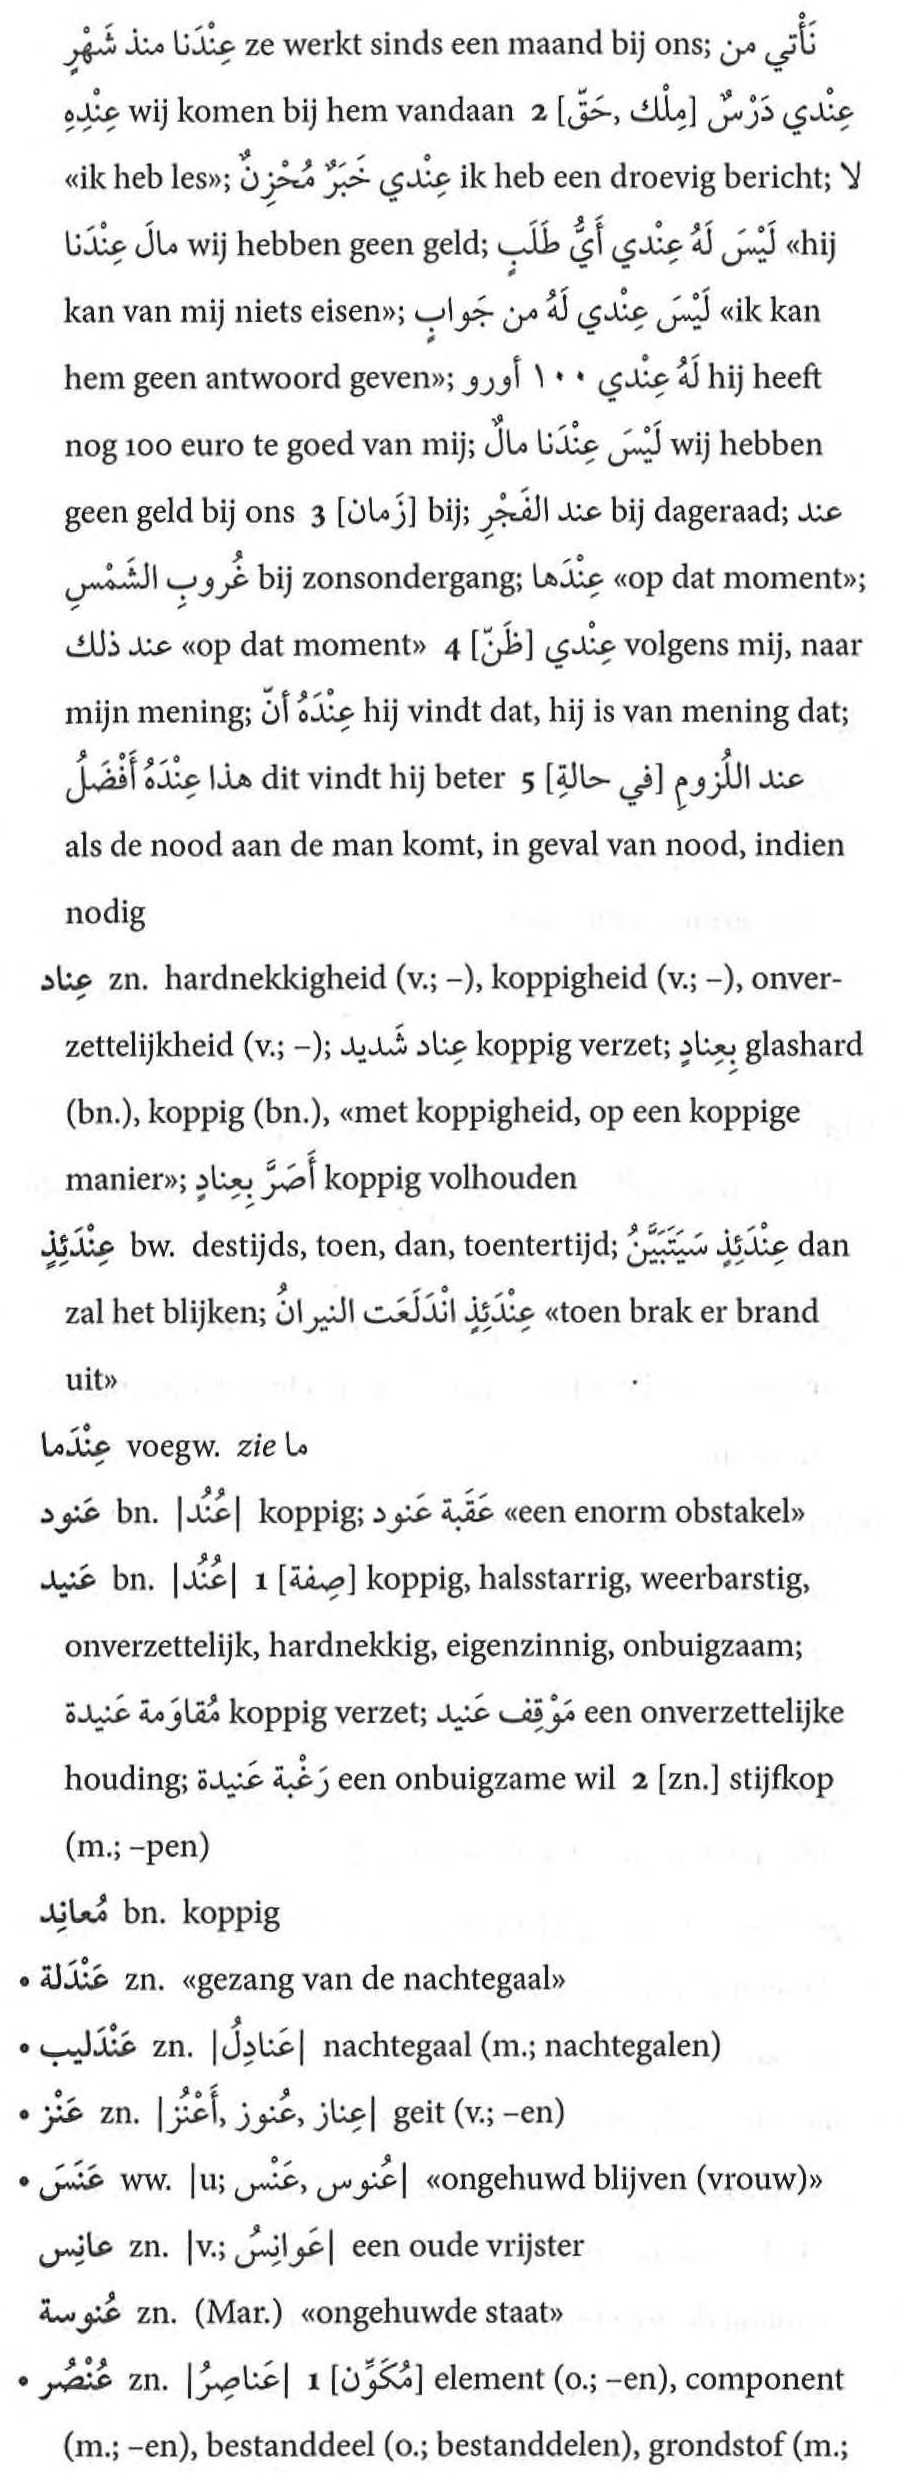 عِنْدَنا منذ شَهْرٍ ze werkt sinds een maand bij ons; نَأْتي من
عِنْدِهِ wij komen bij hem vandaan 2 [مِلْك, حَقّ] عِنْدي دَرْسٌ
«ik heb les»; عِنْدي خَبَرٌ مُحْزِنٌ ik heb een droevig bericht; لا
مالَ عِنْدَنا wij hebben geen geld; لَيْسَ لَهُ عِنْدي أَيُّ طَلَبٍ «hij
kan van mij niets eisen»; لَيْسَ عِنْدي لَهُ من جَوابٍ «ik kan
hem geen antwoord geven»; لَهُ عِنْدي ١٠٠ أورو hij heeft
nog 100 euro te goed van mij; لَيْسَ عِنْدَنا مالٌ wij hebben
geen geld bij ons 3 [زَمان] bij; عند الفَجْرِ bij dageraad; عند
غُروبِ الشَّمْسِ bij zonsondergang; عِنْدَها «op dat moment»;
عند ذلك «op dat moment» 4 [ظَنّ] عِنْدي volgens mij, naar
mijn mening; عِنْدَهُ أنّ hij vindt dat, hij is van mening dat;
هذا عِنْدَهُ أَفْضَلُ dit vindt hij beter 5 [في حالةِ] عند اللُزومِ
als de nood aan de man komt, in geval van nood, indien
nodig
عِناد zn. hardnekkigheid (v.; –), koppigheid (v.; –), onver-
zettelijkheid (v.; –); عِناد شَديد koppig verzet; بِعِنادٍ glashard
(bn.), koppig (bn.), «met koppigheid, op een koppige
manier»; أَصَرَّ بِعِنادٍ koppig volhouden
عِنْدَئِذٍ bw. destijds, toen, dan, toentertijd; عِنْدَئِذٍ سَيَتَبَيَّنُ dan
zal het blijken; عِنْدَئِذٍ انْدَلَعَت النيرانُ «toen brak er brand
uit»
عِنْدَما voegw. zie ما
عَنود bn. |عُنُد| koppig; عَقَبة عَنود «een enorm obstakel»
عَنيد bn. |عُنُد| 1 [صِفة] koppig, halsstarrig, weerbarstig,
onverzettelijk, hardnekkig, eigenzinnig, onbuigzaam;
مُقاوَمة عَنيدة koppig verzet; مَوْقِف عَنيد een onverzettelijke
houding; رَغْبة عَنيدة een onbuigzame wil 2 [zn.] stijfkop
(m.; –pen)
مُعانِد bn. koppig
• عَنْدَلة zn. «gezang van de nachtegaal»
• عَنْدَليب zn. |عَنادِلُ| nachtegaal (m.; nachtegalen)
• عَنْز zn. |عِناز, عُنوز, أَعْنُز| geit (v.; –en)
• عَنَسَ ww. |u; عُنوس, عَنْس| «ongehuwd blijven (vrouw)»
عانِس zn. |v.; عَوانِسُ| een oude vrijster
عُنوسة zn. (Mar.) «ongehuwde staat»
• عُنْصُر zn. |عَناصِرُ| 1 [مُكَوِّن] element (o.; –en), component
(m.; –en), bestanddeel (o.; bestanddelen), grondstof (m.;